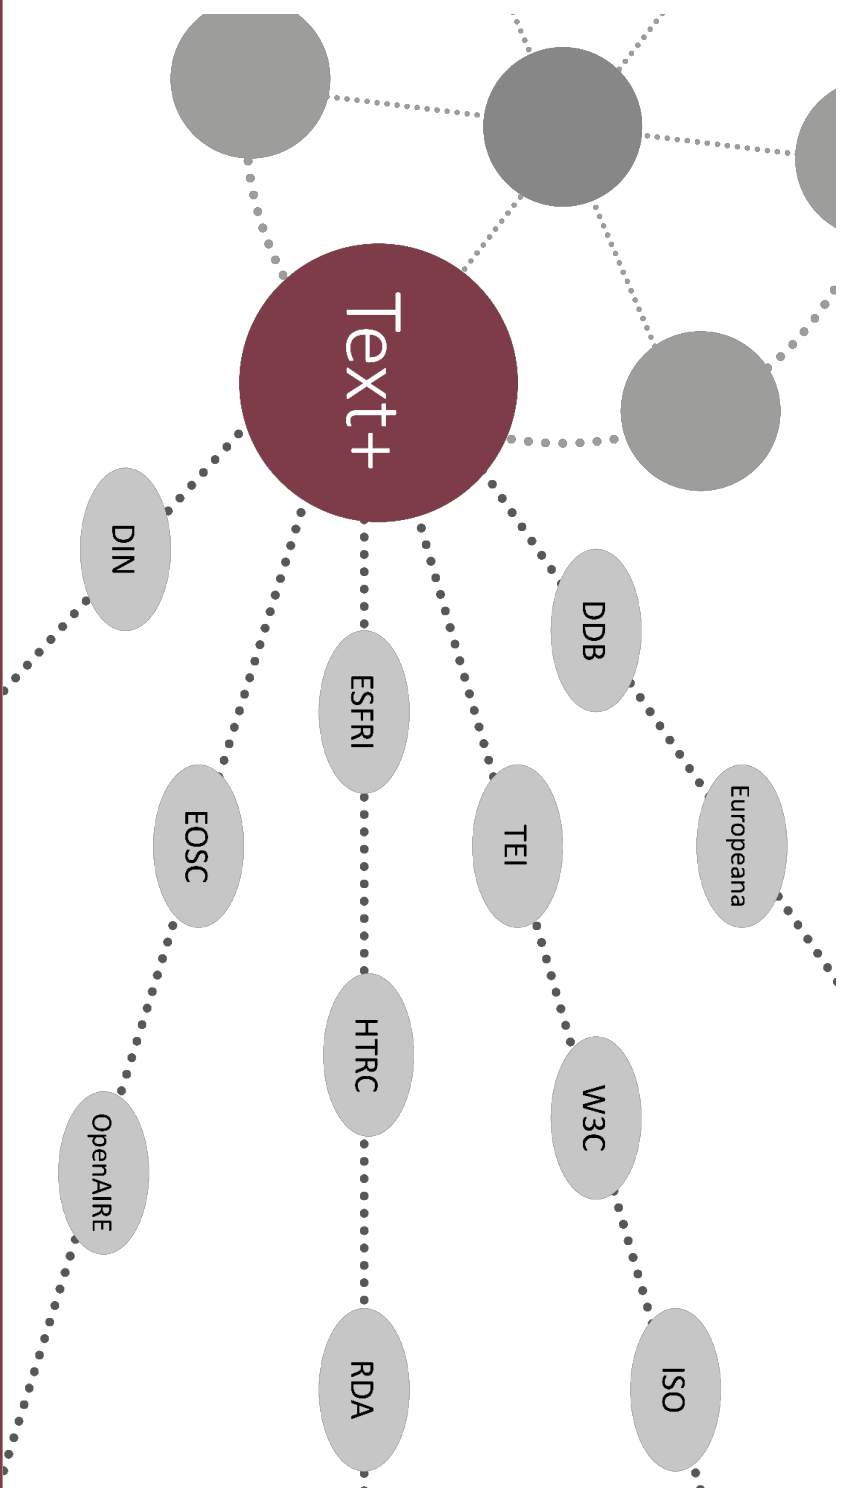 Text+
DDB
Europeana
TEI
W3C
ISO
ESFRI
HTRC
RDA
EOSC
OpenAIRE
DIN